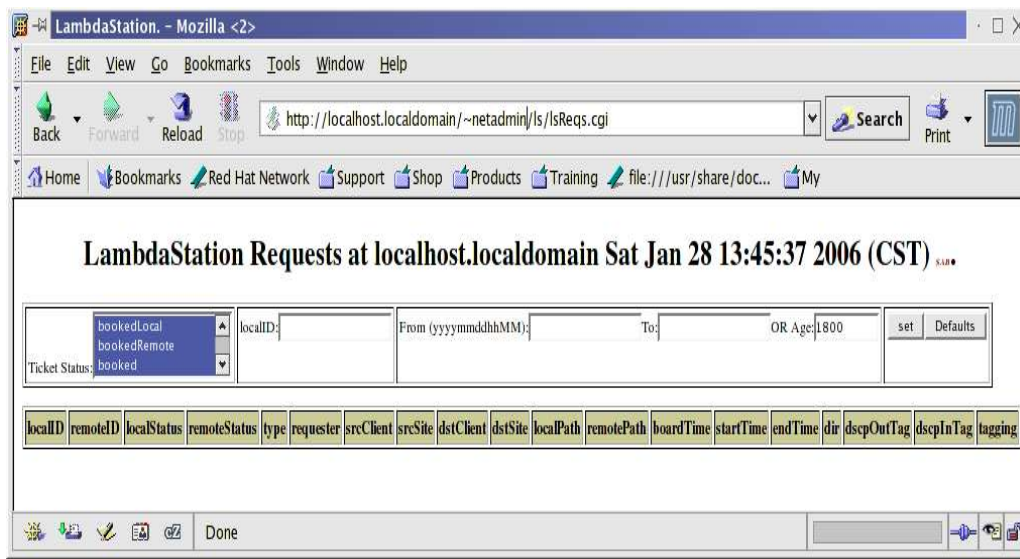 LambdaStation. - Mozilla <2>
File Edit View Go Bookmarks Tools Window Help
Back Forward Reload Stop http://localhost.localdomain/~netadmin/ls/lsReqs.cgi Search Print
Home Bookmarks Red Hat Network Support Shop Products Training file:///usr/share/doc... My
LambdaStation Requests at localhost.localdomain Sat Jan 28 13:45:37 2006 (CST)
Ticket Status: bookedLocal bookedRemote booked localID: From (yyyymmddhhMM): To: OR Age: 1800 set Defaults
localID remoteID localStatus remoteStatus type requester srcClient srcSite dstClient dstSite localPath remotePath boardTime startTime endTime dir dscpOutTag dscpInTag tagging
Done